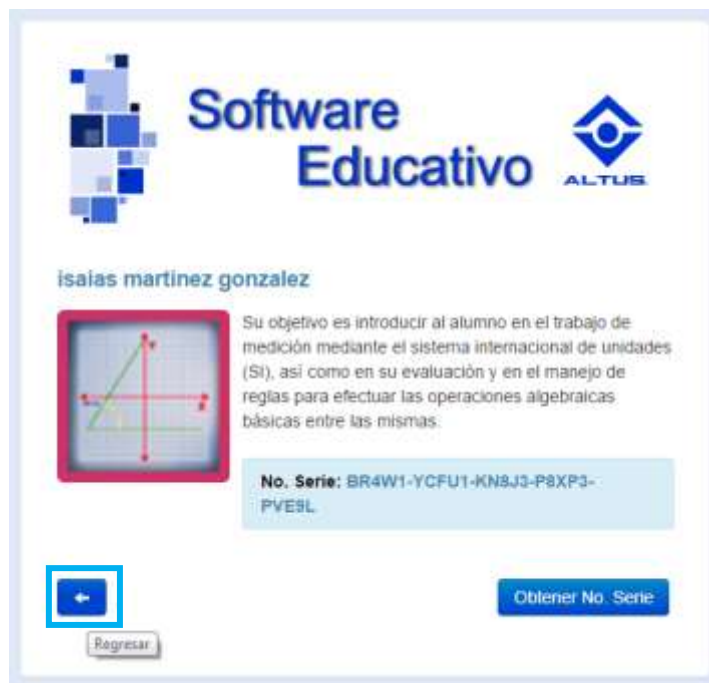 Software
Educativo
ALTUS
isaias martinez gonzalez
Su objetivo es introducir al alumno en el trabajo de
medición mediante el sistema internacional de unidades
(SI), así como en su evaluación y en el manejo de
reglas para efectuar las operaciones algebraicas
básicas entre las mismas.
No. Serie: BR4W1-YCFU1-KN8J3-P8XP3-
PVE9L
Obtener No. Serie
Regresar